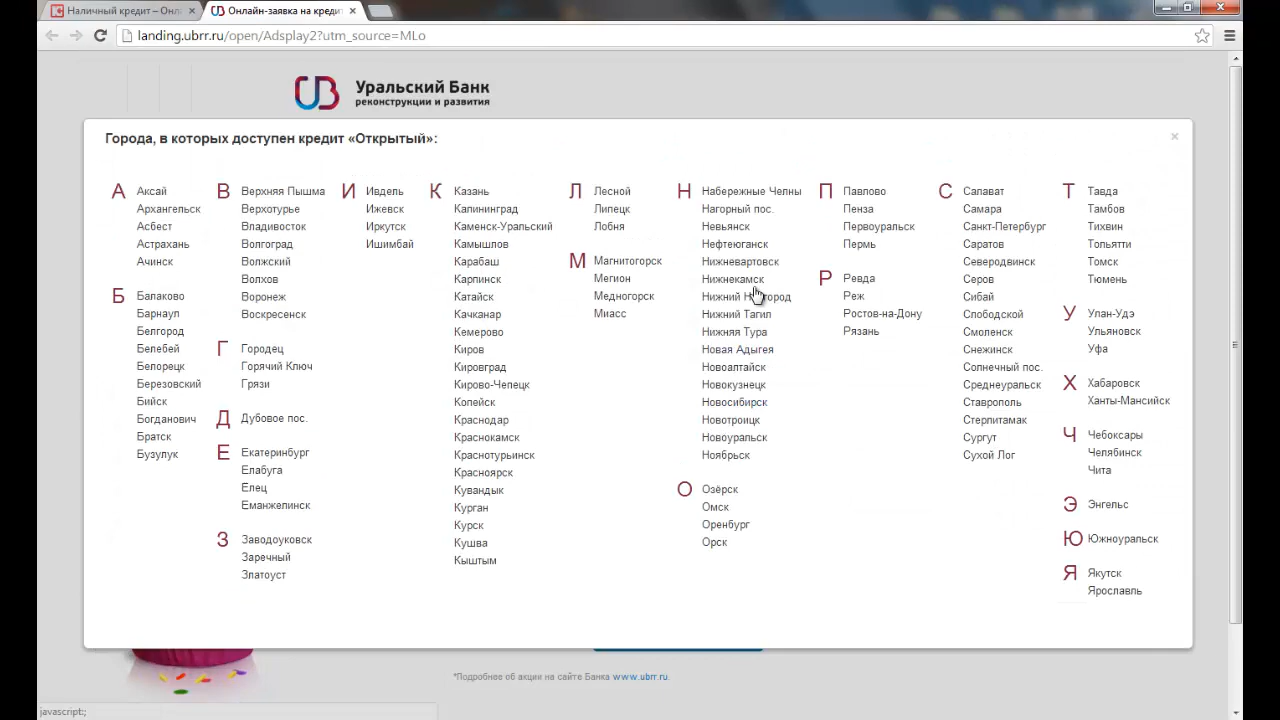 Наличный кредит – Онл
Онлайн-заявка на кредит
landing.ubrr.ru/open/Adsplay2?utm_source=MLo
Уральский Банк
реконструкции и развития
Города, в которых доступен кредит «Открытый»:
А
Аксай
Архангельск
Асбест
Астрахань
Ачинск
Б
Балаково
Барнаул
Белгород
Белебей
Белорецк
Березовский
Бийск
Богданович
Братск
Бузулук
В
Верхняя Пышма
Верхотурье
Владивосток
Волгоград
Волжский
Волхов
Воронеж
Воскресенск
Г
Городец
Горячий Ключ
Грязи
Д
Дубовое пос.
Е
Екатеринбург
Елабуга
Елец
Еманжелинск
З
Заводоуковск
Заречный
Златоуст
И
Ивдель
Ижевск
Иркутск
Ишимбай
К
Казань
Калининград
Каменск-Уральский
Камышлов
Карабаш
Карпинск
Катайск
Качканар
Кемерово
Киров
Кировград
Кирово-Чепецк
Копейск
Краснодар
Краснокамск
Краснотурьинск
Красноярск
Кувандык
Курган
Курск
Кушва
Кыштым
Л
Лесной
Липецк
Лобня
М
Магнитогорск
Мегион
Медногорск
Миасс
Н
Набережные Челны
Нагорный пос.
Невьянск
Нефтеюганск
Нижневартовск
Нижнекамск
Нижний Новгород
Нижний Тагил
Нижняя Тура
Новая Адыгея
Новоалтайск
Новокузнецк
Новосибирск
Новотроицк
Новоуральск
Ноябрьск
О
Озёрск
Омск
Оренбург
Орск
П
Павлово
Пенза
Первоуральск
Пермь
Р
Ревда
Реж
Ростов-на-Дону
Рязань
С
Салават
Самара
Санкт-Петербург
Саратов
Северодвинск
Серов
Сибай
Слободской
Смоленск
Снежинск
Солнечный пос.
Среднеуральск
Ставрополь
Стерлитамак
Сургут
Сухой Лог
Т
Тавда
Тамбов
Тихвин
Тольятти
Томск
Тюмень
У
Улан-Удэ
Ульяновск
Уфа
Х
Хабаровск
Ханты-Мансийск
Ч
Чебоксары
Челябинск
Чита
Э
Энгельс
Ю
Южноуральск
Я
Якутск
Ярославль
*Подробнее об акции на сайте Банка www.ubrr.ru.
javascript:;